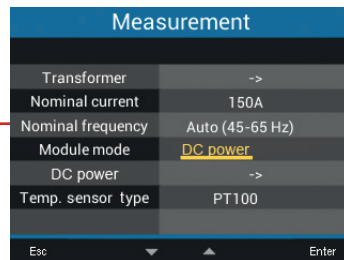 Measurement
Transformer ->
Nominal current 150A
Nominal frequency Auto (45-65 Hz)
Module mode DC power
DC power ->
Temp. sensor type PT100
Esc Enter